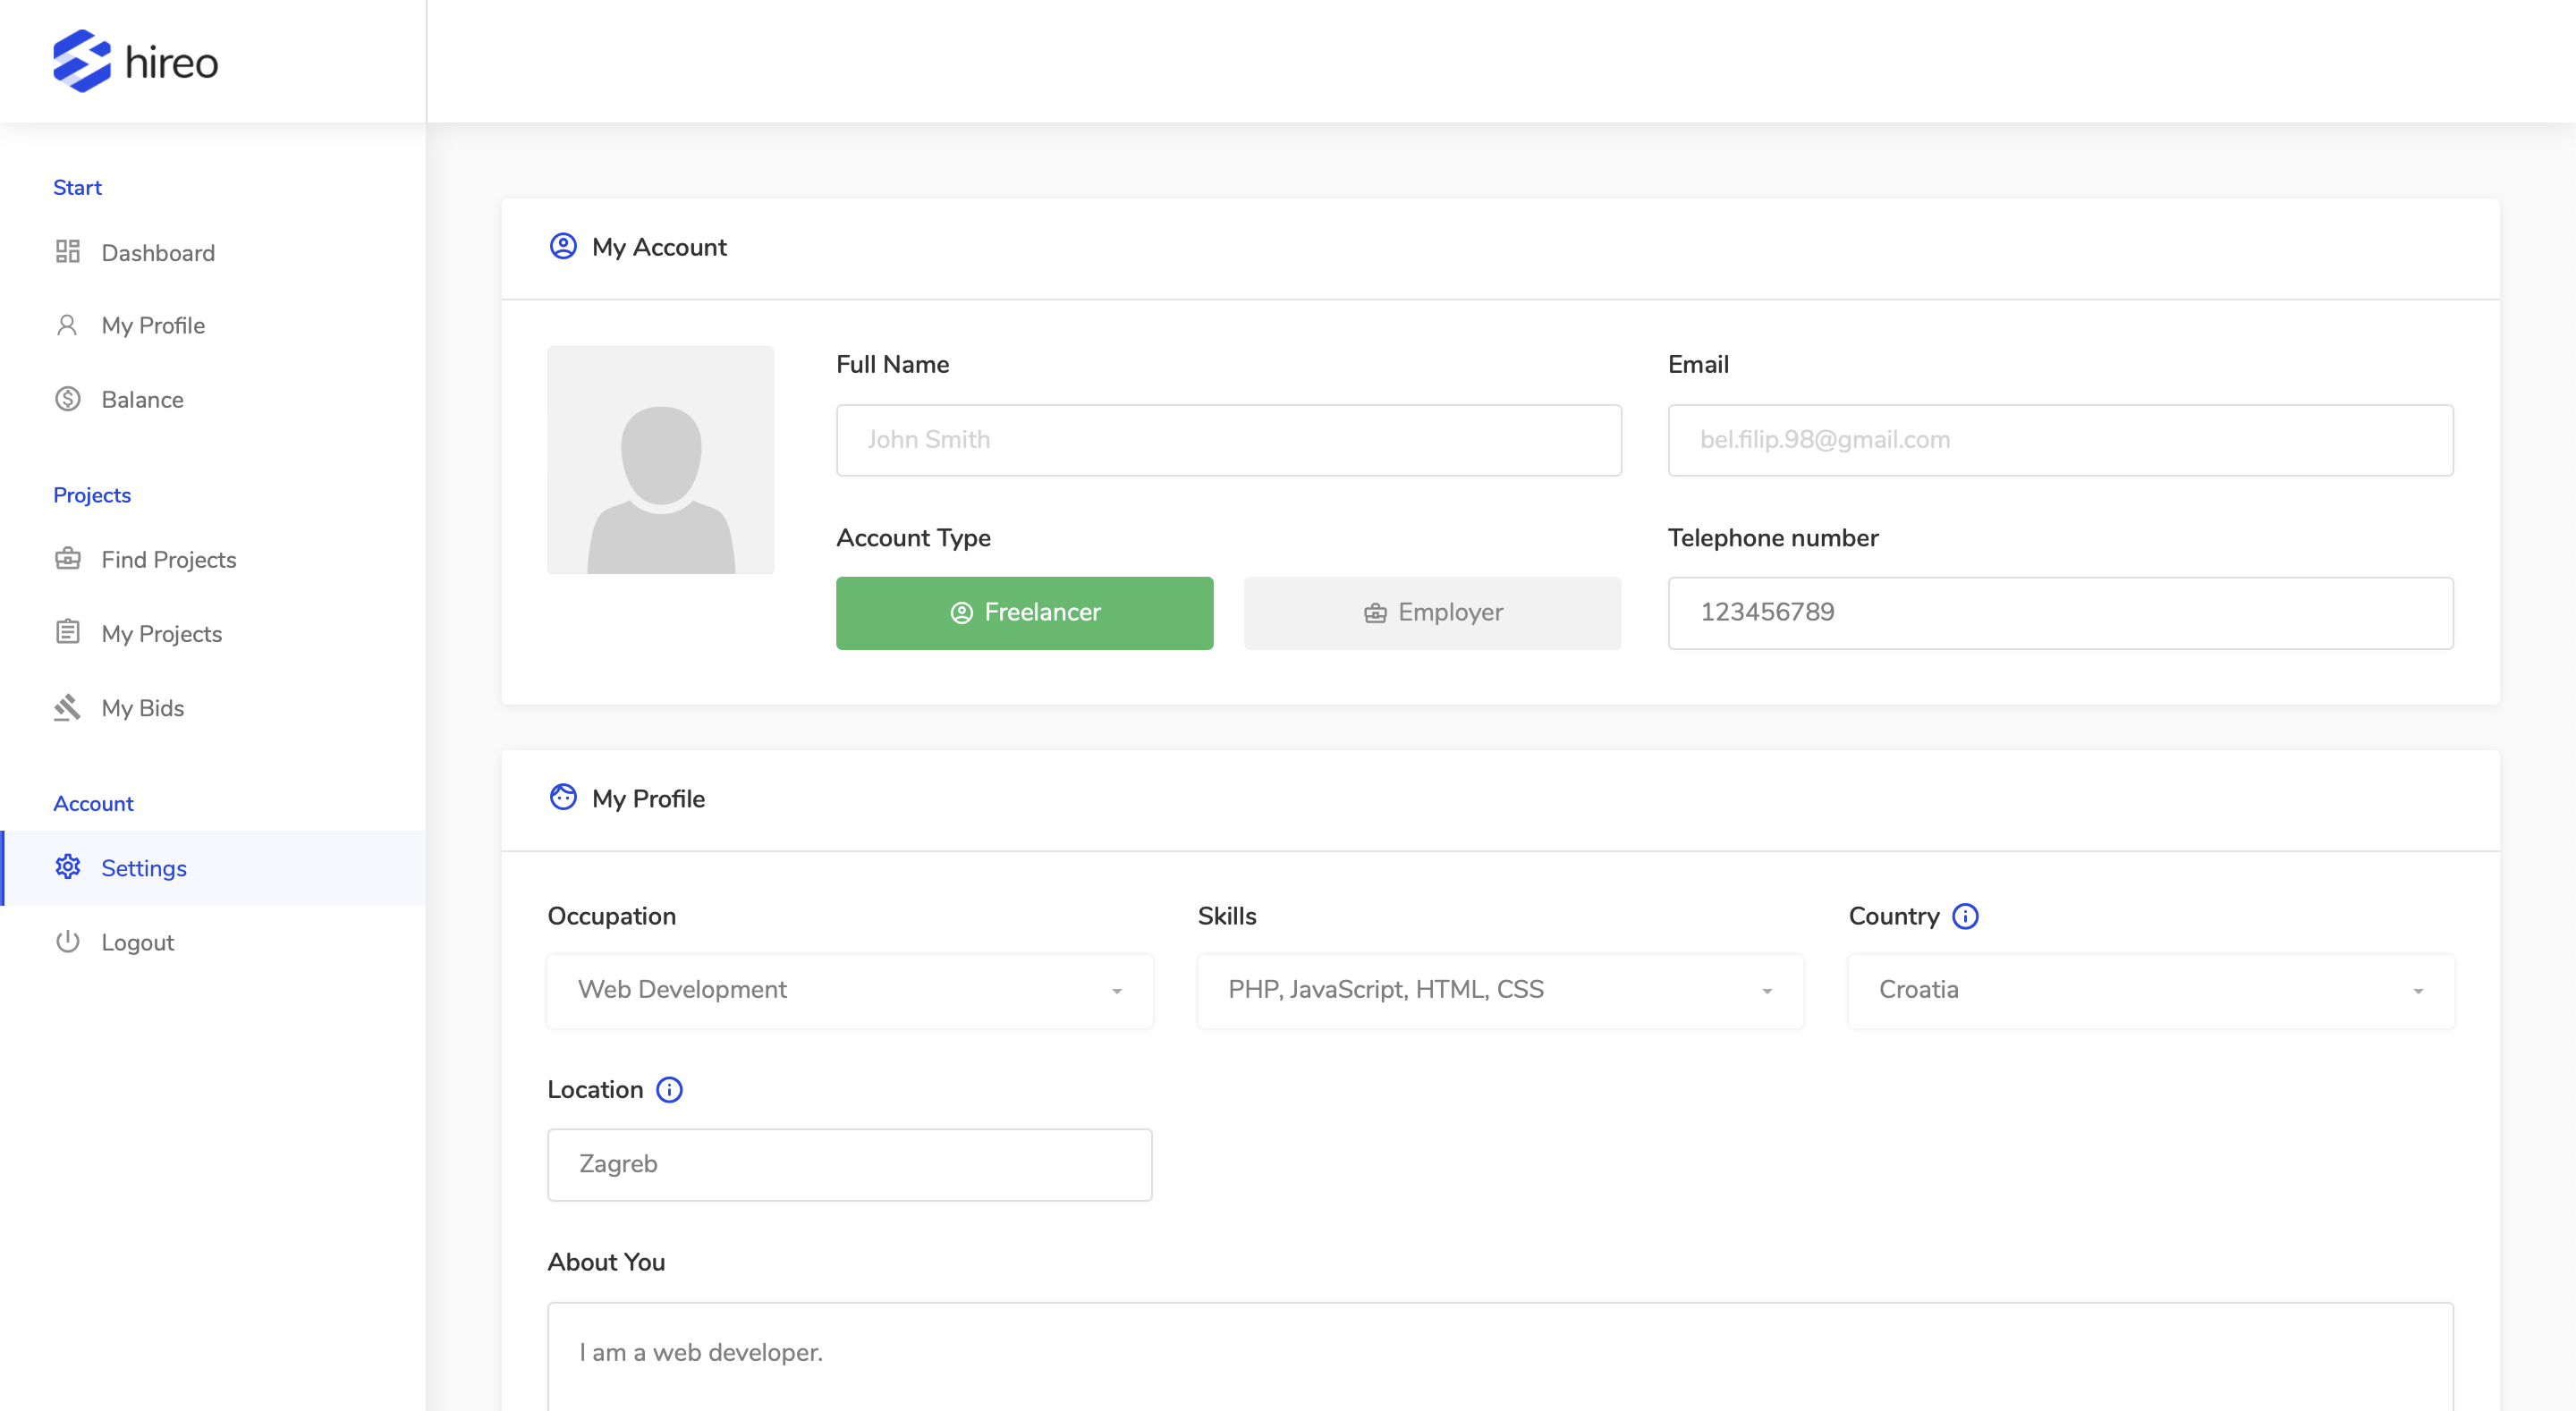 hireo
Start
Dashboard
My Profile
Balance
Projects
Find Projects
My Projects
My Bids
Account
Settings
Logout
My Account
Full Name
Email
John Smith
bel.filip.98@gmail.com
Account Type
Telephone number
Freelancer
Employer
123456789
My Profile
Occupation
Skills
Country
Web Development
PHP, JavaScript, HTML, CSS
Croatia
Location
Zagreb
About You
I am a web developer.